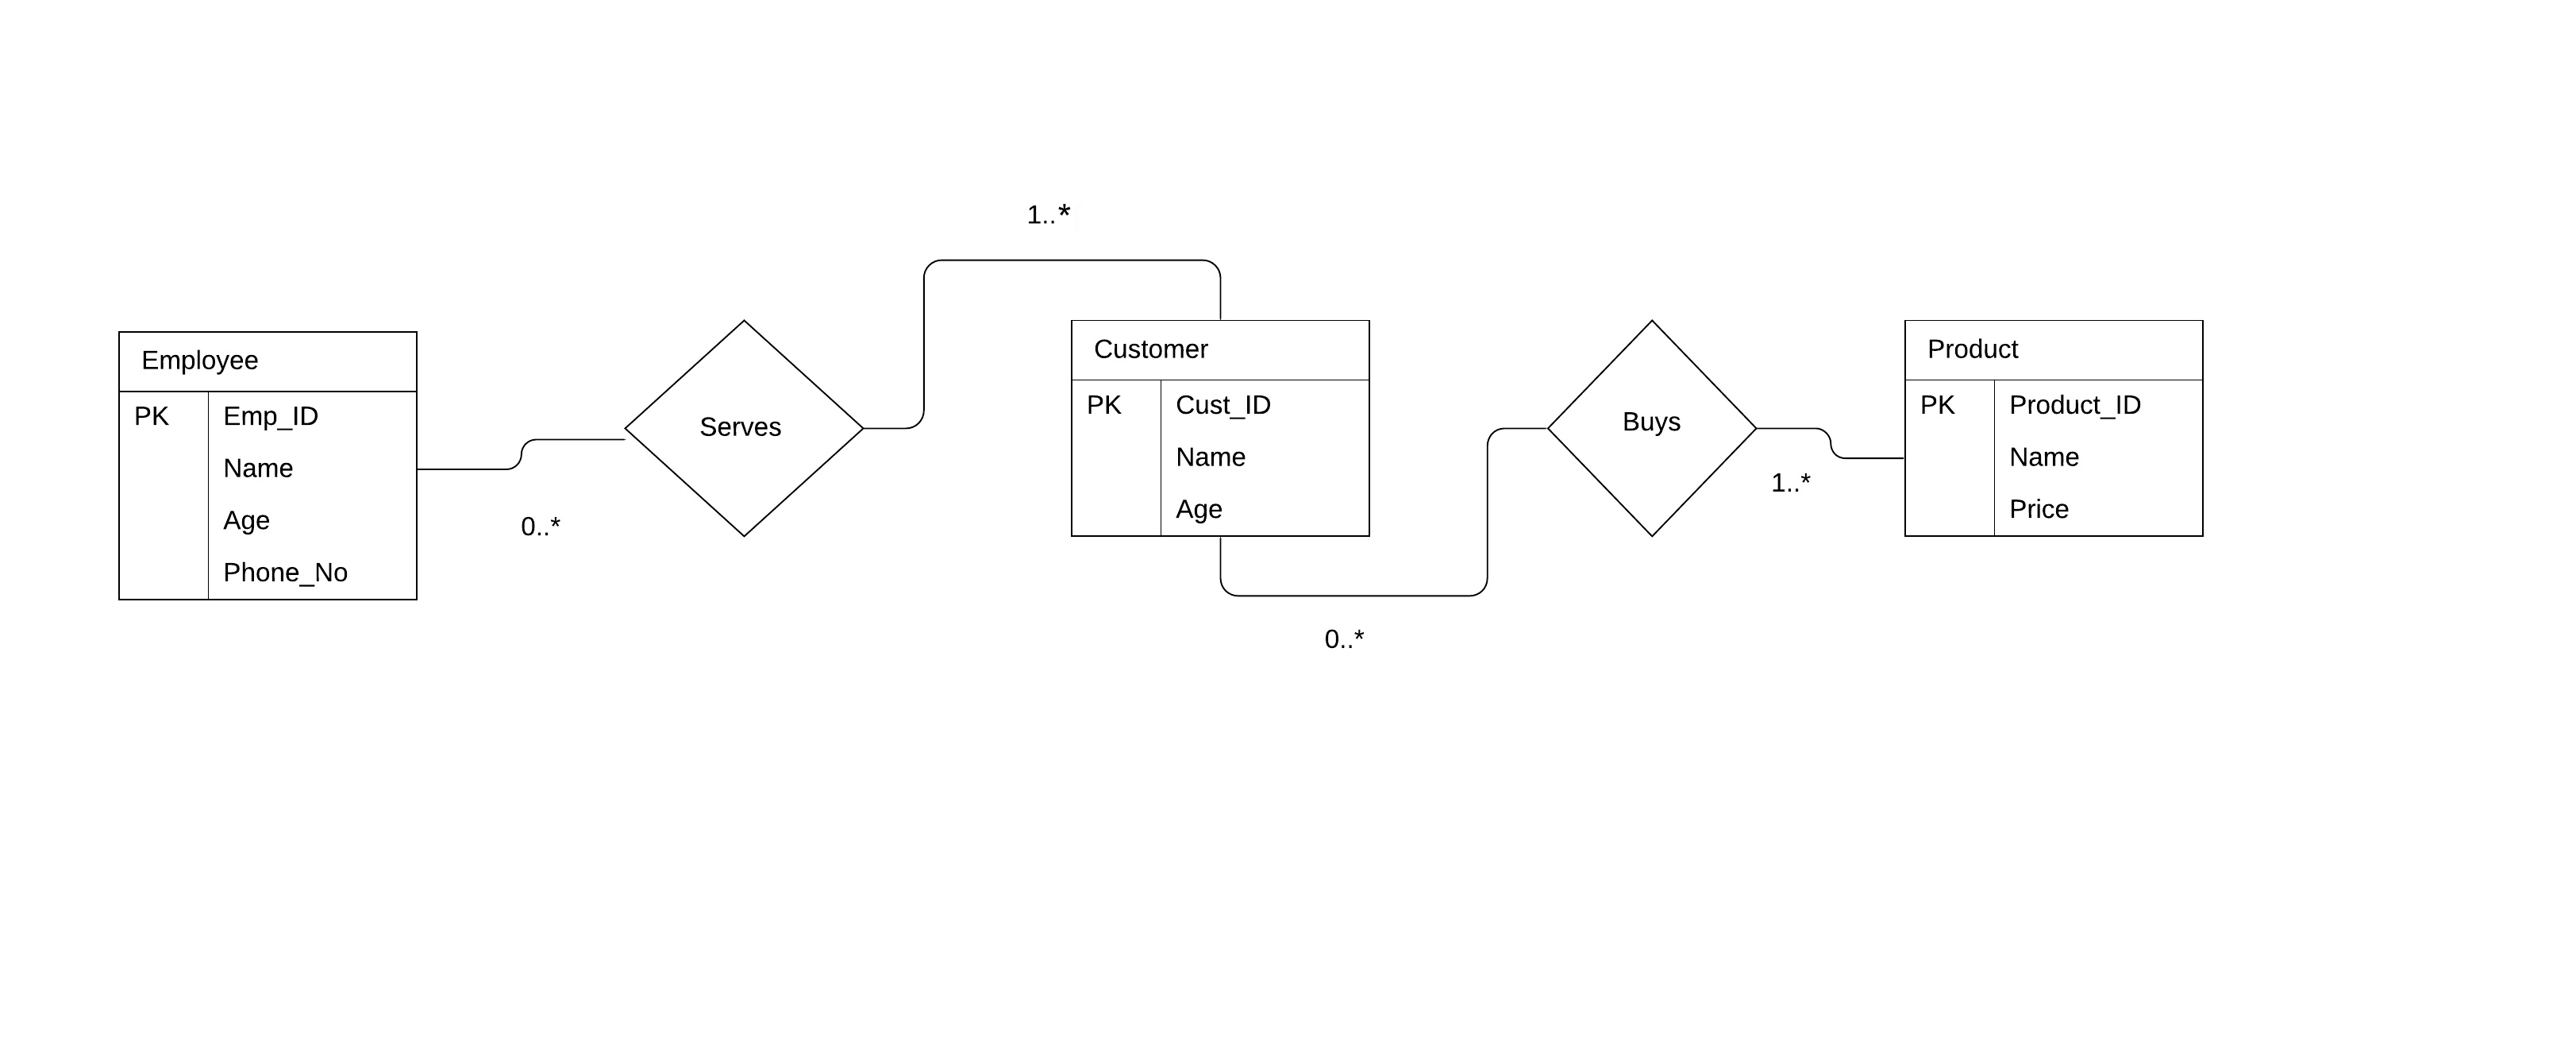 1..*
Employee
PK Emp_ID
Name
Age
Phone_No
0..*
Serves
Customer
PK Cust_ID
Name
Age
0..*
Buys
1..*
Product
PK Product_ID
Name
Price